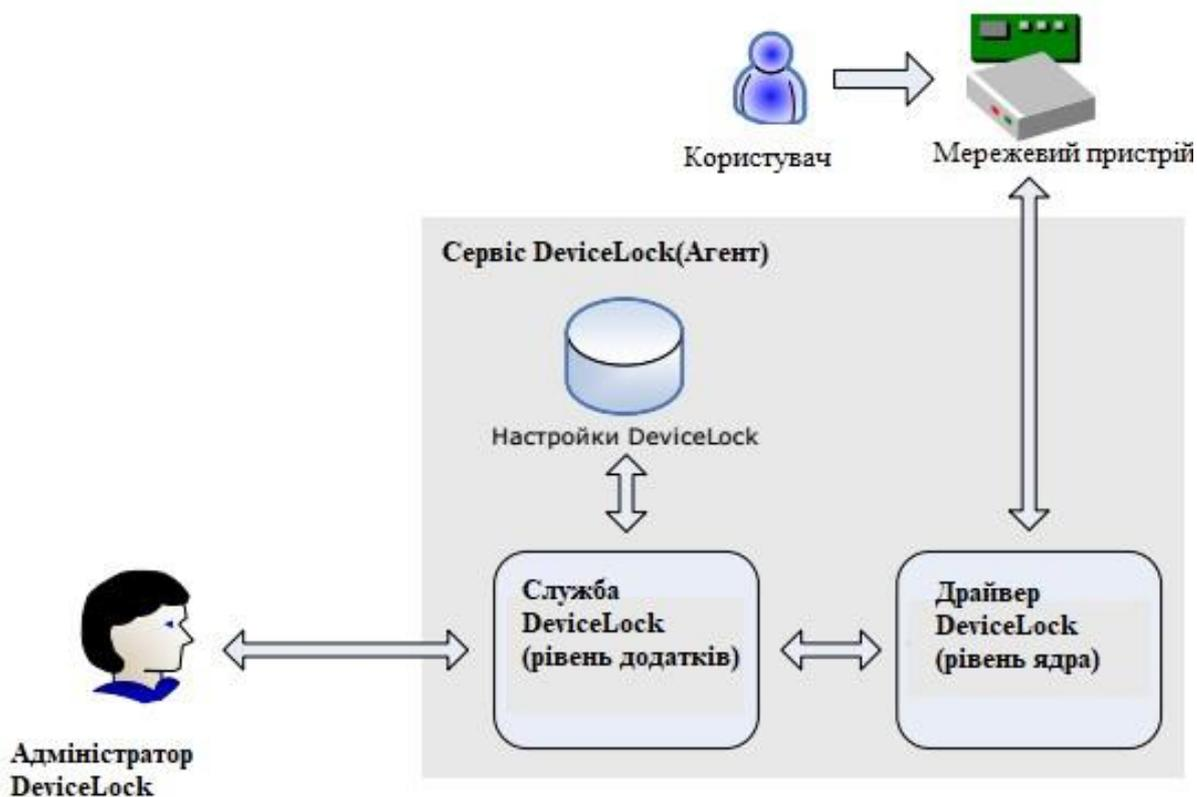 Користувач
Мережевий пристрій
Сервіс DeviceLock(Агент)
Настройки DeviceLock
Служба
DeviceLock
(рівень додатків)
Драйвер
DeviceLock
(рівень ядра)
Адміністратор
DeviceLock